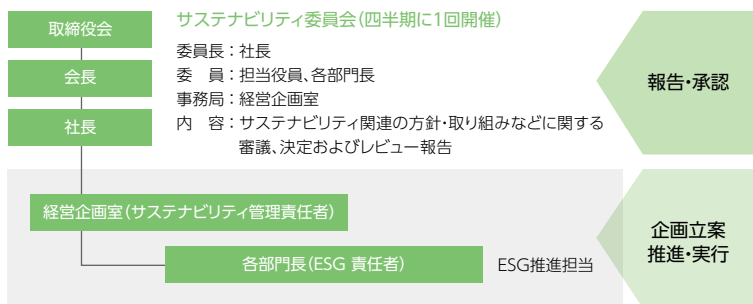 取締役会
会長
社長
サステナビリティ委員会（四半期に1回開催）
委員長：社長
委　員：担当役員、各部門長
事務局：経営企画室
内　容：サステナビリティ関連の方針・取り組みなどに関する
審議、決定およびレビュー報告
報告・承認
経営企画室（サステナビリティ管理責任者）
各部門長（ESG 責任者）
ESG推進担当
企画立案
推進・実行